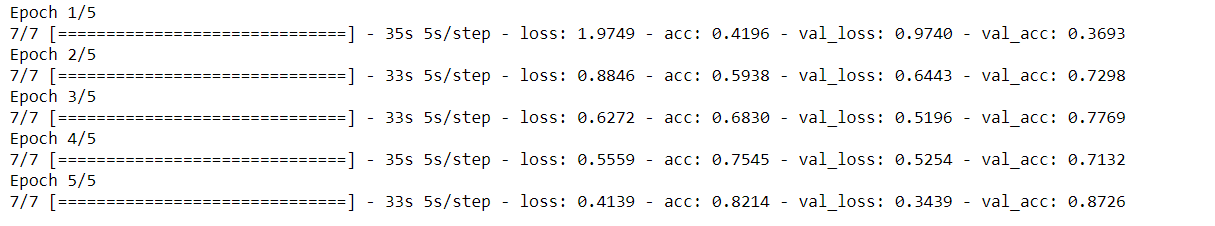 Epoch 1/5
7/7 [==============================] - 35s 5s/step - loss: 1.9749 - acc: 0.4196 - val_loss: 0.9740 - val_acc: 0.3693
Epoch 2/5
7/7 [==============================] - 33s 5s/step - loss: 0.8846 - acc: 0.5938 - val_loss: 0.6443 - val_acc: 0.7298
Epoch 3/5
7/7 [==============================] - 33s 5s/step - loss: 0.6272 - acc: 0.6830 - val_loss: 0.5196 - val_acc: 0.7769
Epoch 4/5
7/7 [==============================] - 35s 5s/step - loss: 0.5559 - acc: 0.7545 - val_loss: 0.5254 - val_acc: 0.7132
Epoch 5/5
7/7 [==============================] - 33s 5s/step - loss: 0.4139 - acc: 0.8214 - val_loss: 0.3439 - val_acc: 0.8726